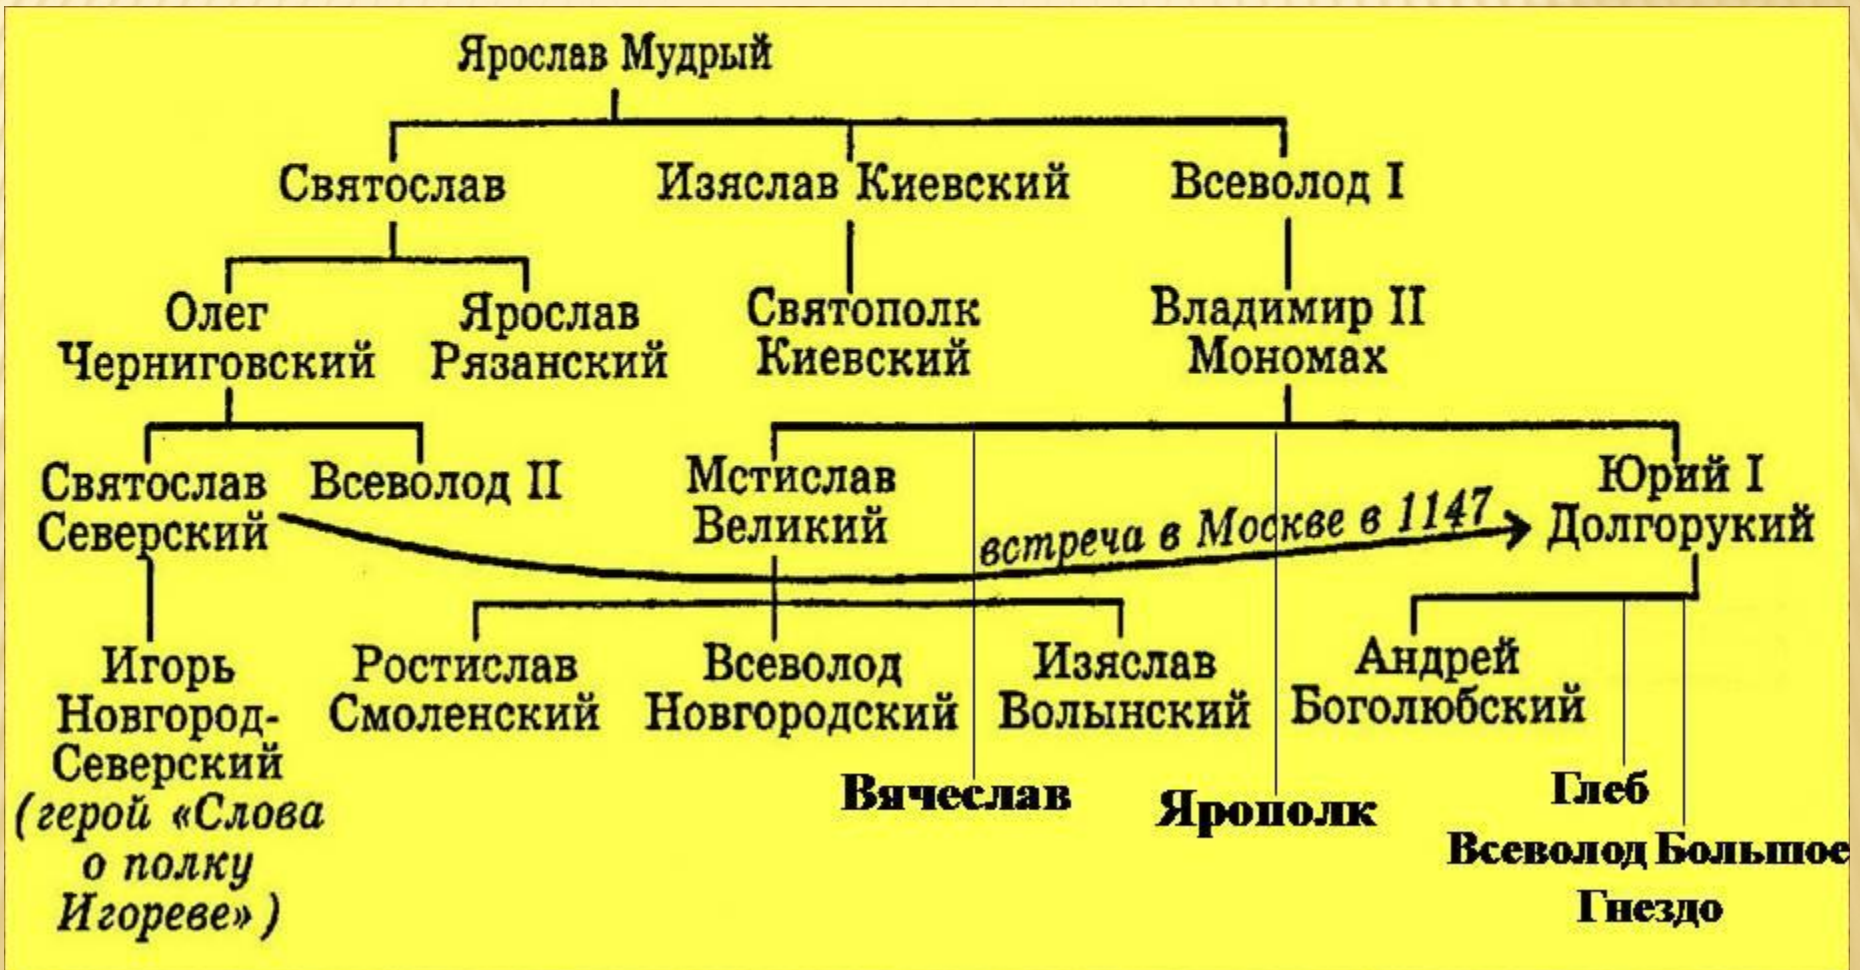 Ярослав Мудрый
Святослав
Изяслав Киевский
Всеволод I
Олег
Черниговский
Ярослав
Рязанский
Святополк
Киевский
Владимир II
Мономах
Святослав
Северский
Всеволод II
Мстислав
Великий
встреча в Москве в 1147
Юрий I
Долгорукий
Игорь
Новгород-
Северский
(герой «Слова
о полку
Игореве»)
Ростислав
Смоленский
Всеволод
Новгородский
Изяслав
Волынский
Андрей
Боголюбский
Вячеслав
Ярополк
Глеб
Всеволод Большое
Гнездо